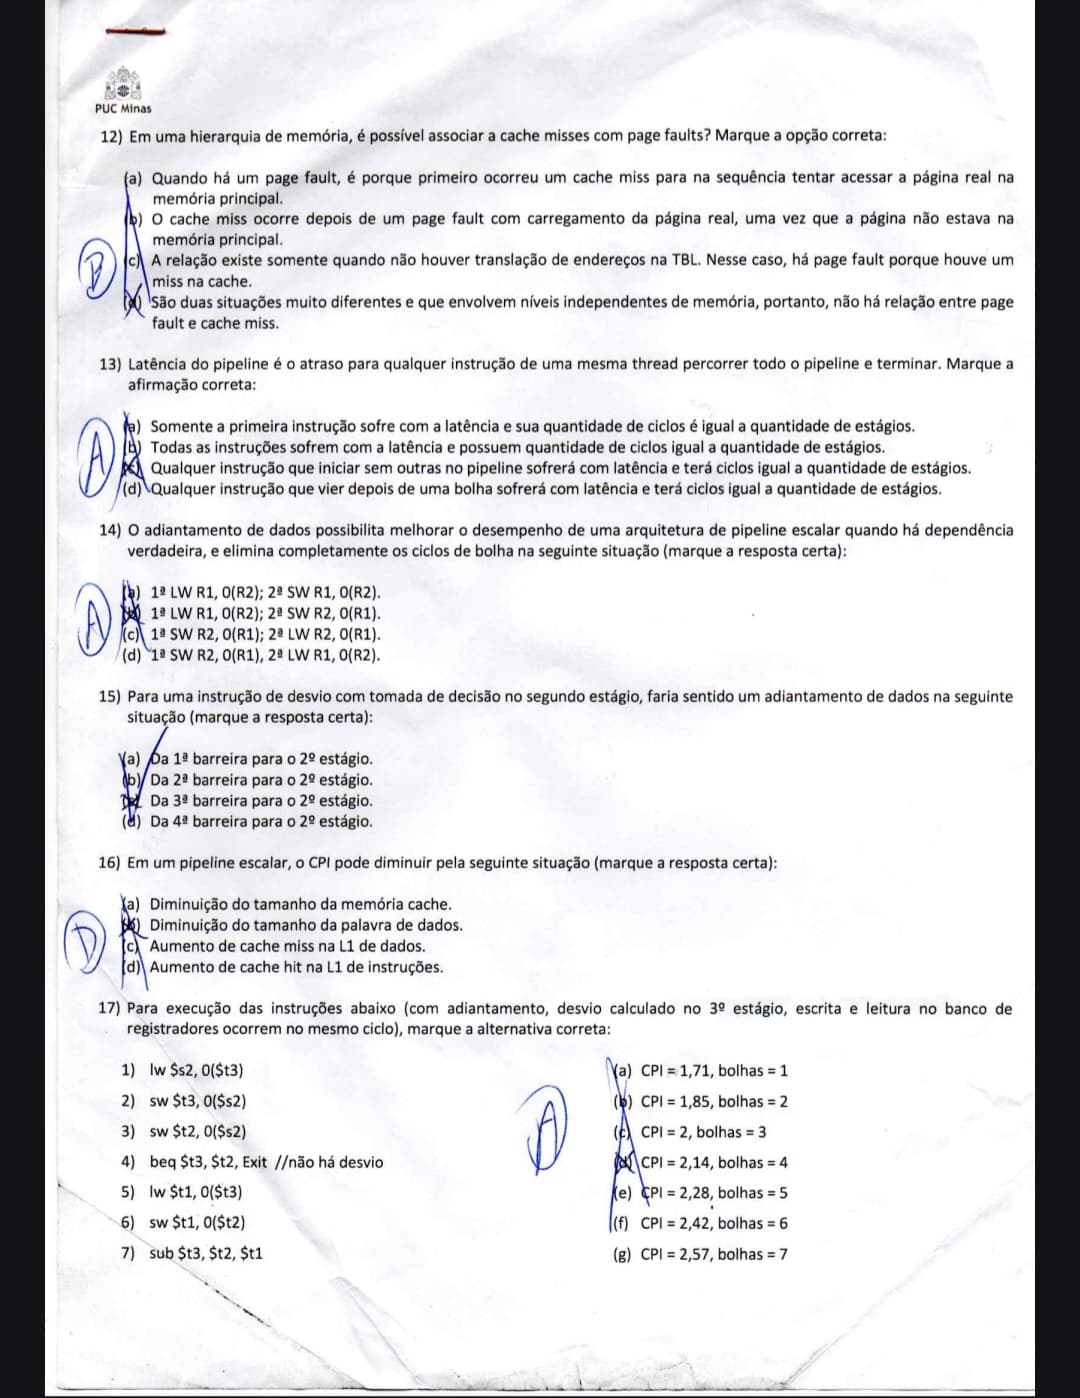 PUC Minas
12) Em uma hierarquia de memória, é possível associar a cache misses com page faults? Marque a opção correta:
(a) Quando há um page fault, é porque primeiro ocorreu um cache miss para na sequência tentar acessar a página real na
memória principal.
(b) O cache miss ocorre depois de um page fault com carregamento da página real, uma vez que a página não estava na
memória principal.
B
(c) A relação existe somente quando não houver translação de endereços na TBL. Nesse caso, há page fault porque houve um
miss na cache.
(d) São duas situações muito diferentes e que envolvem níveis independentes de memória, portanto, não há relação entre page
fault e cache miss.
13) Latência do pipeline é o atraso para qualquer instrução de uma mesma thread percorrer todo o pipeline e terminar. Marque a
afirmação correta:
(a) Somente a primeira instrução sofre com a latência e sua quantidade de ciclos é igual a quantidade de estágios.
(b) Todas as instruções sofrem com a latência e possuem quantidade de ciclos igual a quantidade de estágios.
A
(c) Qualquer instrução que iniciar sem outras no pipeline sofrerá com latência e terá ciclos igual a quantidade de estágios.
(d) Qualquer instrução que vier depois de uma bolha sofrerá com latência e terá ciclos igual a quantidade de estágios.
14) O adiantamento de dados possibilita melhorar o desempenho de uma arquitetura de pipeline escalar quando há dependência
verdadeira, e elimina completamente os ciclos de bolha na seguinte situação (marque a resposta certa):
(a) 1ª LW R1, 0(R2); 2ª SW R1, 0(R2).
(b) 1ª LW R1, 0(R2); 2ª SW R2, 0(R1).
A
(c) 1ª SW R2, 0(R1); 2ª LW R2, 0(R1).
(d) 1ª SW R2, 0(R1), 2ª LW R1, 0(R2).
15) Para uma instrução de desvio com tomada de decisão no segundo estágio, faria sentido um adiantamento de dados na seguinte
situação (marque a resposta certa):
(a) Da 1ª barreira para o 2º estágio.
(b) Da 2ª barreira para o 2º estágio.
(c) Da 3ª barreira para o 2º estágio.
(d) Da 4ª barreira para o 2º estágio.
16) Em um pipeline escalar, o CPI pode diminuir pela seguinte situação (marque a resposta certa):
(a) Diminuição do tamanho da memória cache.
(b) Diminuição do tamanho da palavra de dados.
D
(c) Aumento de cache miss na L1 de dados.
(d) Aumento de cache hit na L1 de instruções.
17) Para execução das instruções abaixo (com adiantamento, desvio calculado no 3º estágio, escrita e leitura no banco de
registradores ocorrem no mesmo ciclo), marque a alternativa correta:
1) lw $s2, 0($t3)
2) sw $t3, 0($s2)
3) sw $t2, 0($s2)
4) beq $t3, $t2, Exit //não há desvio
5) lw $t1, 0($t3)
6) sw $t1, 0($t2)
7) sub $t3, $t2, $t1
A
(a) CPI = 1,71, bolhas = 1
(b) CPI = 1,85, bolhas = 2
(c) CPI = 2, bolhas = 3
(d) CPI = 2,14, bolhas = 4
(e) CPI = 2,28, bolhas = 5
(f) CPI = 2,42, bolhas = 6
(g) CPI = 2,57, bolhas = 7